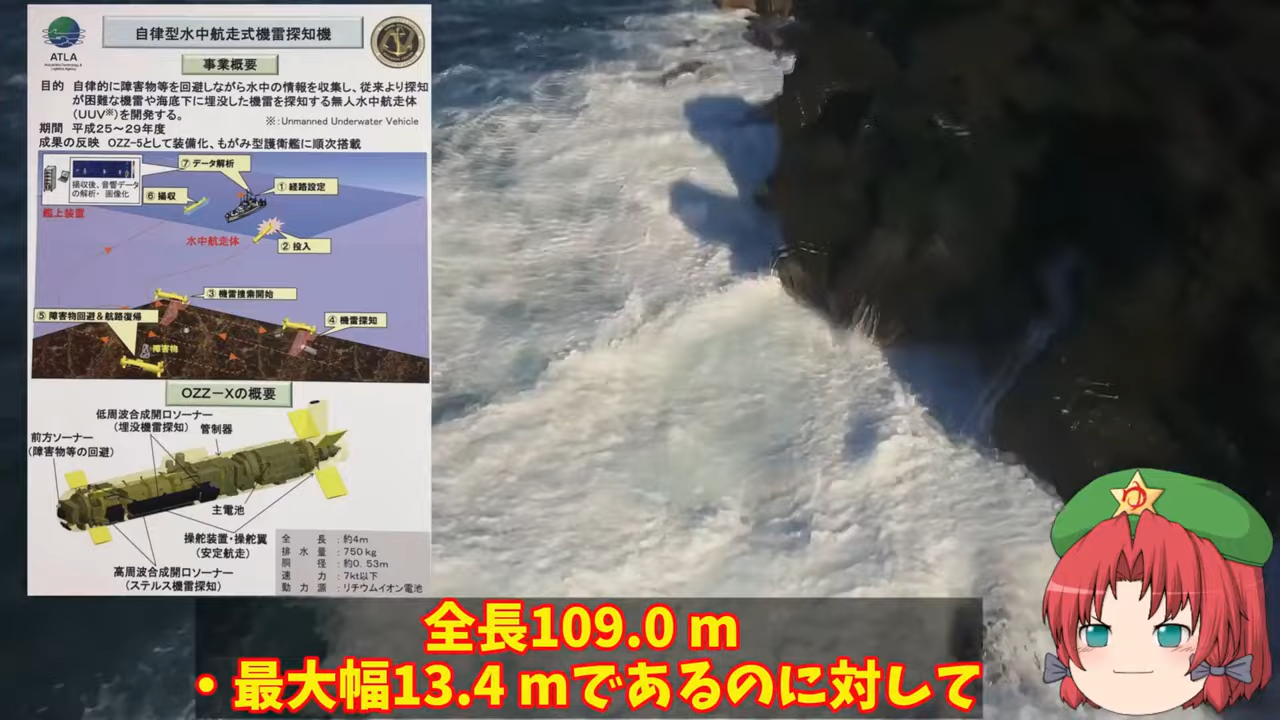 ATLA
自律型水中航走式機雷探知機
事業概要
目的 自律的に障害物等を回避しながら水中の情報を収集し、従来より探知
が困難な機雷や海底下に埋没した機雷を探知する無人水中航走体
(UUV※)を開発する。
※:Unmanned Underwater Vehicle
期間 平成25～29年度
成果の反映 OZZ-5として装備化、もがみ型護衛艦に順次搭載
⑦データ解析
揚収後、音響データ
の解析・画像化
⑥揚収
①経路設定
艦上装置
水中航走体
②投入
③機雷捜索開始
⑤障害物回避＆航路復帰
④機雷探知
障害物
OZZ-Xの概要
低周波合成開口ソーナー
(埋没機雷探知)
管制器
前方ソーナー
(障害物等の回避)
主電池
操舵装置・操舵翼
(安定航走)
高周波合成開口ソーナー
(ステルス機雷探知)
全長:約4m
排水量:750kg
胴径:約0.53m
速力:7kt以下
動力源:リチウムイオン電池
全長109.0 m
・最大幅13.4 mであるのに対して